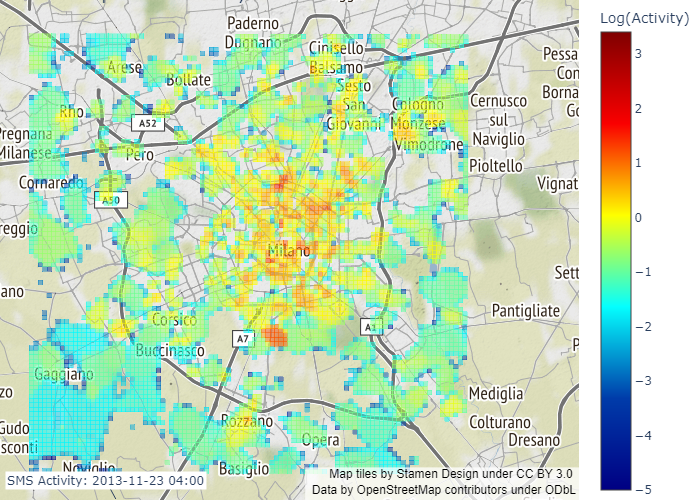 Log(Activity)
Paderno
Dugnano
Cinisello
Balsamo
Arese
Bollate
Sesto
San
Giovanni
Cologno
Monzese
Vimodrone
Cernusco
sul
Naviglio
Pioltello
Pessa
Con
Borna
Go
Rho
A52
Pregnana
Milanese
Pero
Cornaredo
A50
Vignat
reggio
Milano
Sett
ano
Corsico
Buccinasco
A7
A1
Pantigliate
P
Gaggiano
zo
Mediglia
Colturano
Dresano
Rozzano
Opera
Gudo
sconti
Noviglio
Basiglio
3
2
1
0
−1
−2
−3
−4
−5
SMS Activity: 2013-11-23 04:00
Map tiles by Stamen Design under CC BY 3.0
Data by OpenStreetMap contributors under ODbL